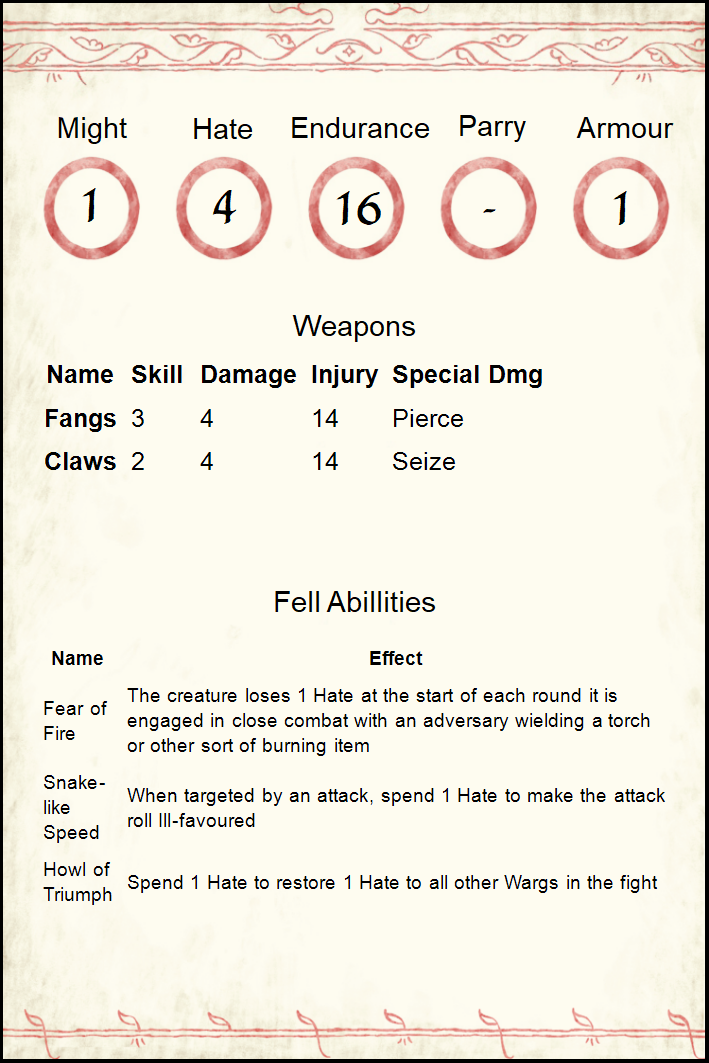 Might Hate Endurance Parry Armour
1 4 16 - 1
Weapons
Name Skill Damage Injury Special Dmg
Fangs 3 4 14 Pierce
Claws 2 4 14 Seize
Fell Abillities
Name Effect
Fear of
Fire
The creature loses 1 Hate at the start of each round it is
engaged in close combat with an adversary wielding a torch
or other sort of burning item
Snake-
like
Speed
When targeted by an attack, spend 1 Hate to make the attack
roll Ill-favoured
Howl of
Triumph
Spend 1 Hate to restore 1 Hate to all other Wargs in the fight